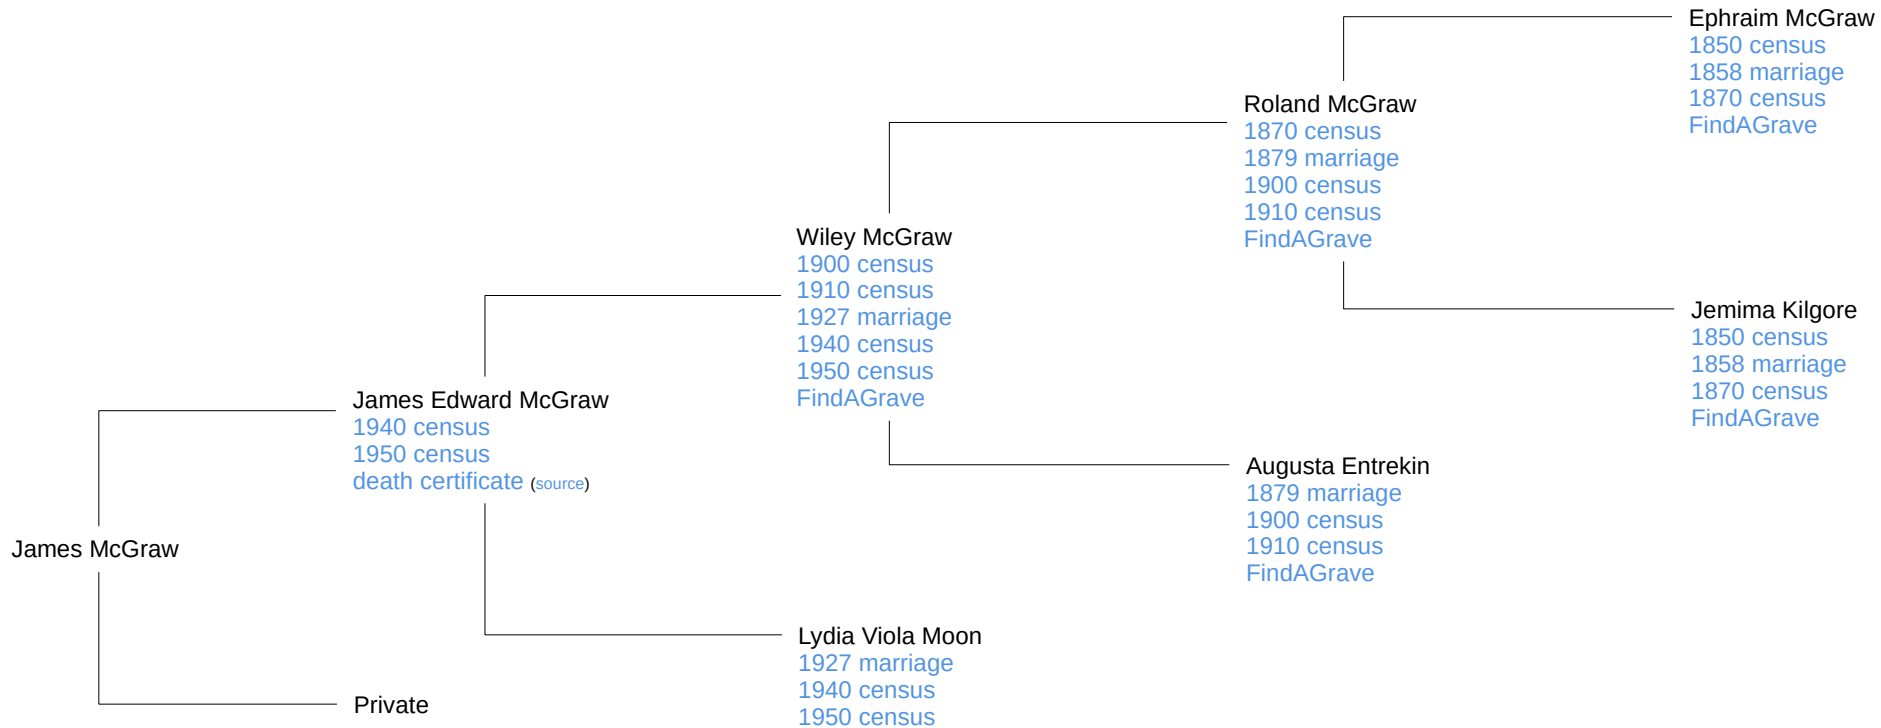 Ephraim McGraw
1850 census
1858 marriage
1870 census
FindAGrave
Roland McGraw
1870 census
1879 marriage
1900 census
1910 census
FindAGrave
Wiley McGraw
1900 census
1910 census
1927 marriage
1940 census
1950 census
FindAGrave
Jemima Kilgore
1850 census
1858 marriage
1870 census
FindAGrave
James Edward McGraw
1940 census
1950 census
death certificate (source)
Augusta Entrekin
1879 marriage
1900 census
1910 census
FindAGrave
James McGraw
Lydia Viola Moon
1927 marriage
1940 census
1950 census
Private